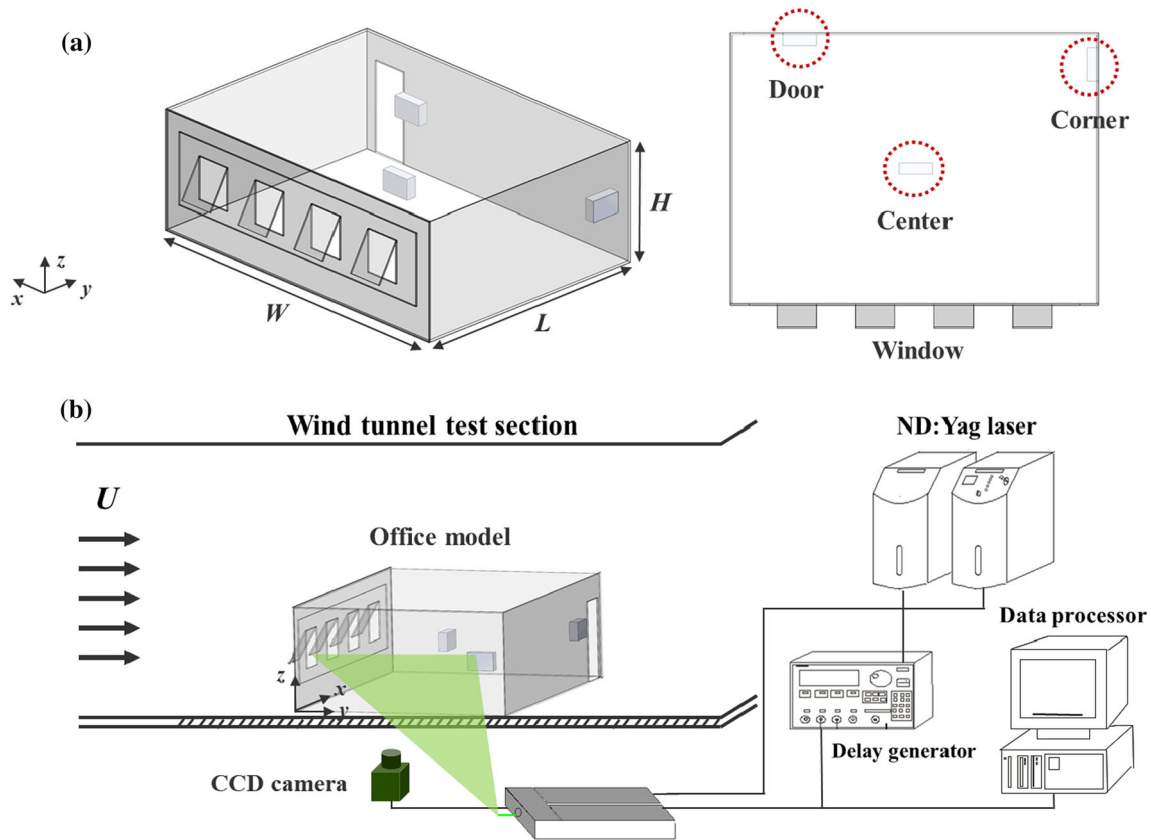 (a)
Door
Corner
Center
H
z
x
y
W
L
Window
(b)
Wind tunnel test section
ND:Yag laser
U
Office model
Data processor
z
x
y
Delay generator
CCD camera